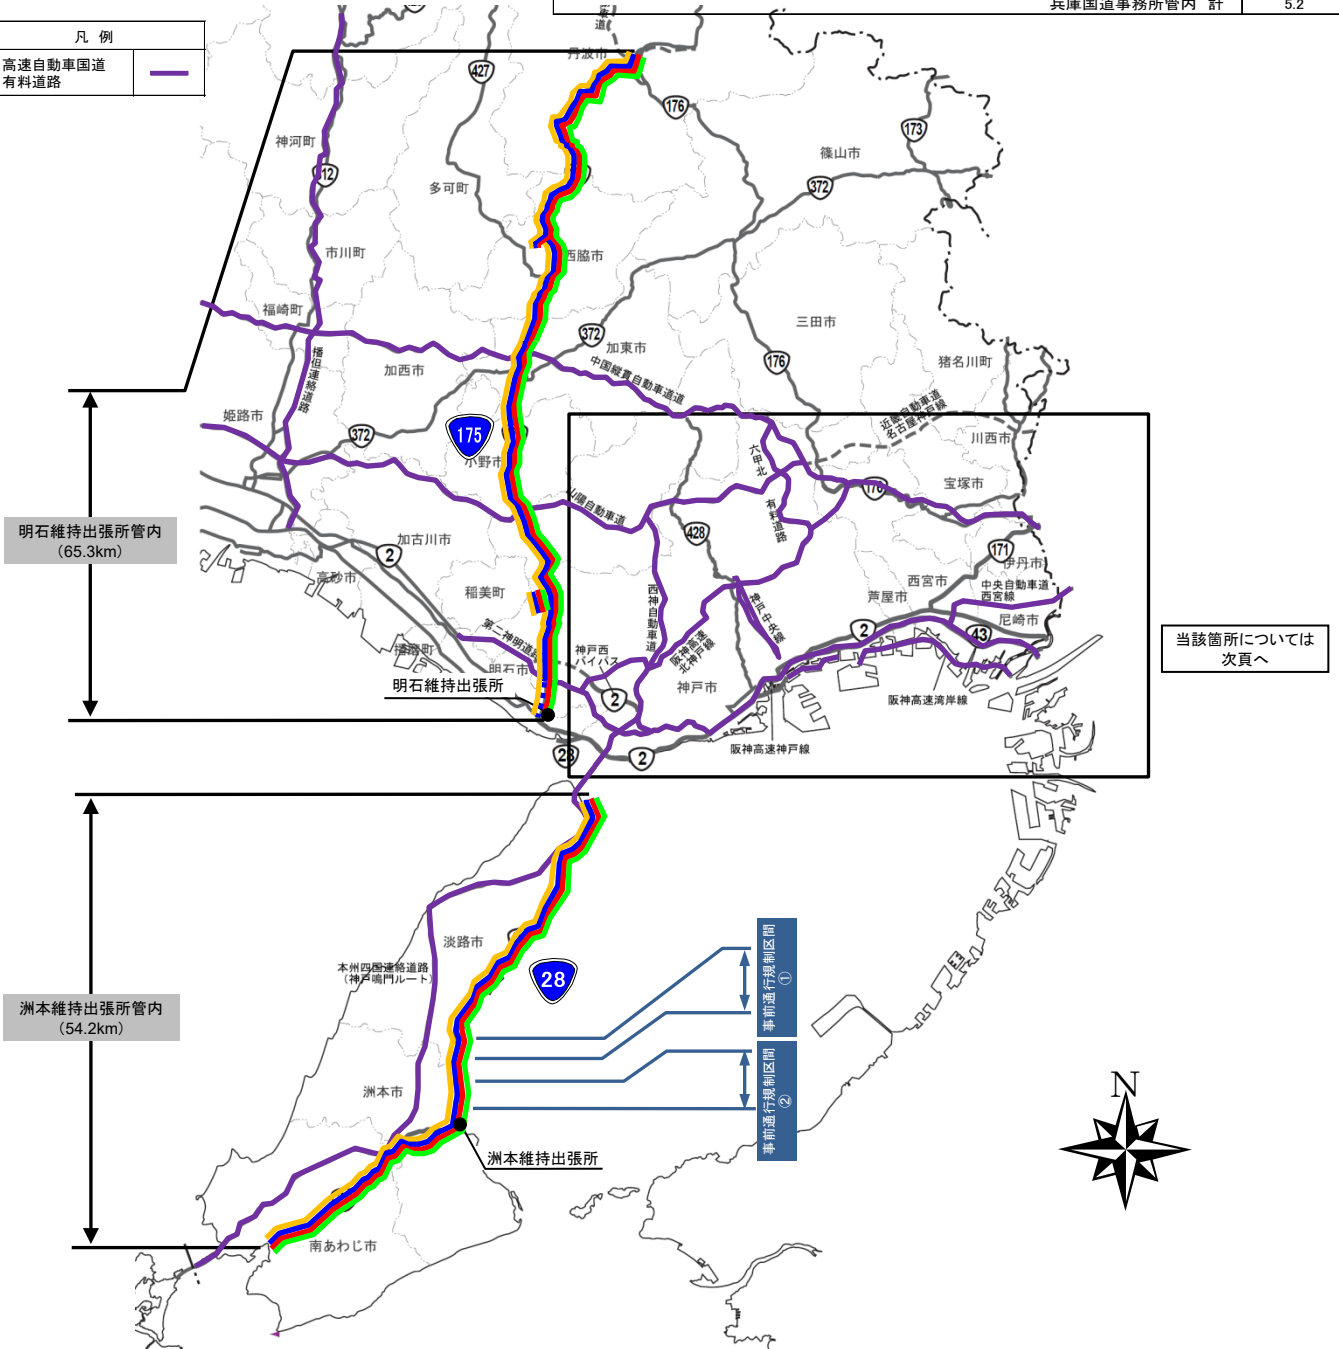 兵庫国道事務所管内 計 5.2
凡 例
高速自動車国道
有料道路
車道
丹波市
427
176
173
篠山市
372
神河町
312
多可町
市川町
西脇市
福崎町
三田市
372
加東市
176
猪名川町
播但連絡道路
加西市
中国縦貫自動車道
近畿自動車道
名古屋神戸線
姫路市
372
175
小野市
六甲北
有料道路
川西市
176
宝塚市
山陽自動車道
明石維持出張所管内
(65.3km)
加古川市
2
428
171
伊丹市
高砂市
稲美町
西神自動車道
神戸中央線
芦屋市
西宮市
中央自動車道
西宮線
尼崎市
第二神明道路
播磨町
明石市
神戸西
バイパス
阪神高速
北神戸線
2
43
当該箇所については
次頁へ
明石維持出張所
2
神戸市
阪神高速湾岸線
阪神高速神戸線
28
2
淡路市
本州四国連絡道路
(神戸鳴門ルート)
28
事前通行規制区間
①
洲本維持出張所管内
(54.2km)
事前通行規制区間
②
洲本市
N
洲本維持出張所
南あわじ市